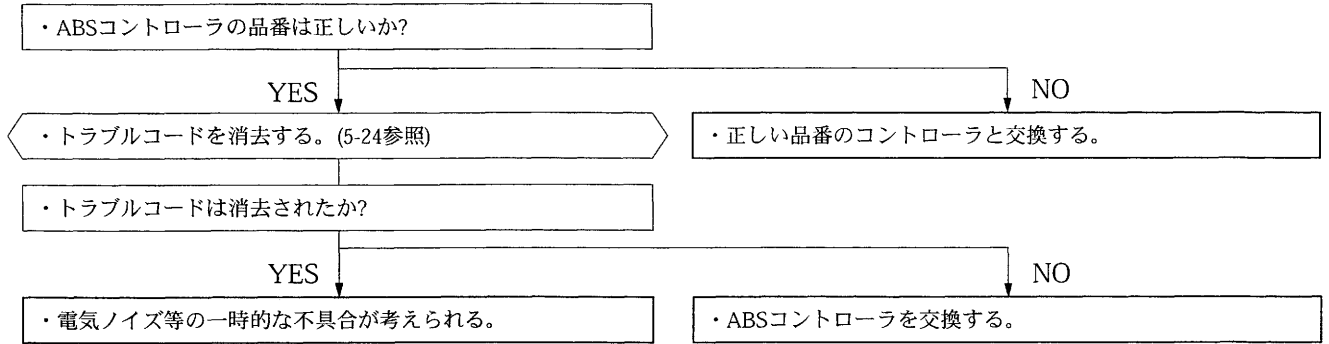 ・ABSコントローラの品番は正しいか?
YES
NO
・トラブルコードを消去する。(5-24参照)
・正しい品番のコントローラと交換する。
・トラブルコードは消去されたか?
YES
NO
・電気ノイズ等の一時的な不具合が考えられる。
・ABSコントローラを交換する。